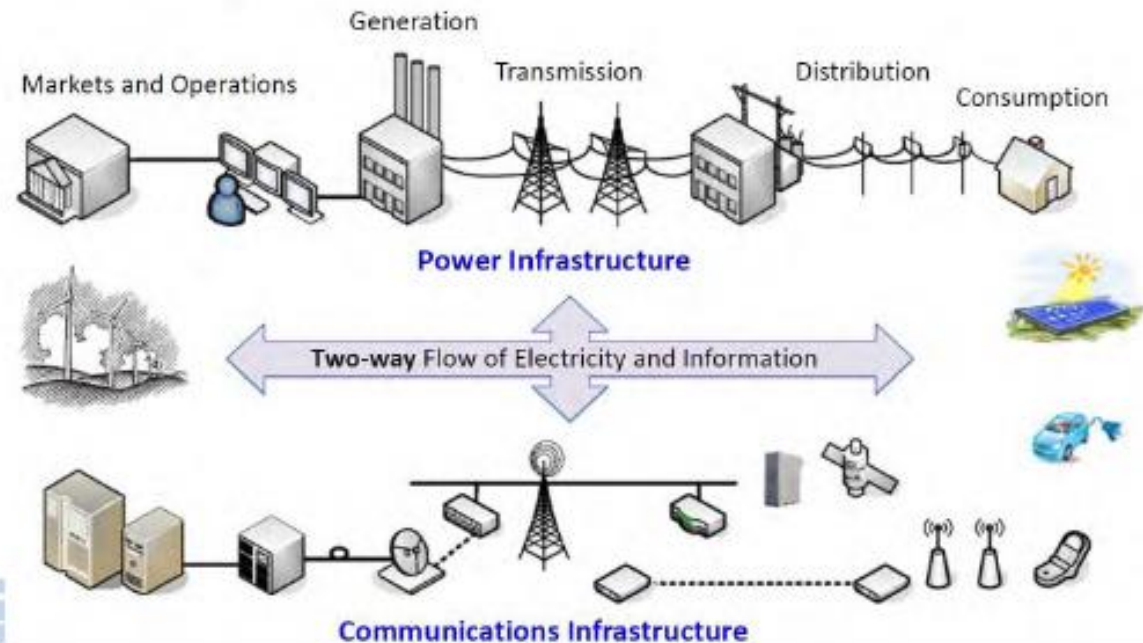 Generation
Markets and Operations
Transmission
Distribution
Consumption
Power Infrastructure
Two-way Flow of Electricity and Information
Communications Infrastructure